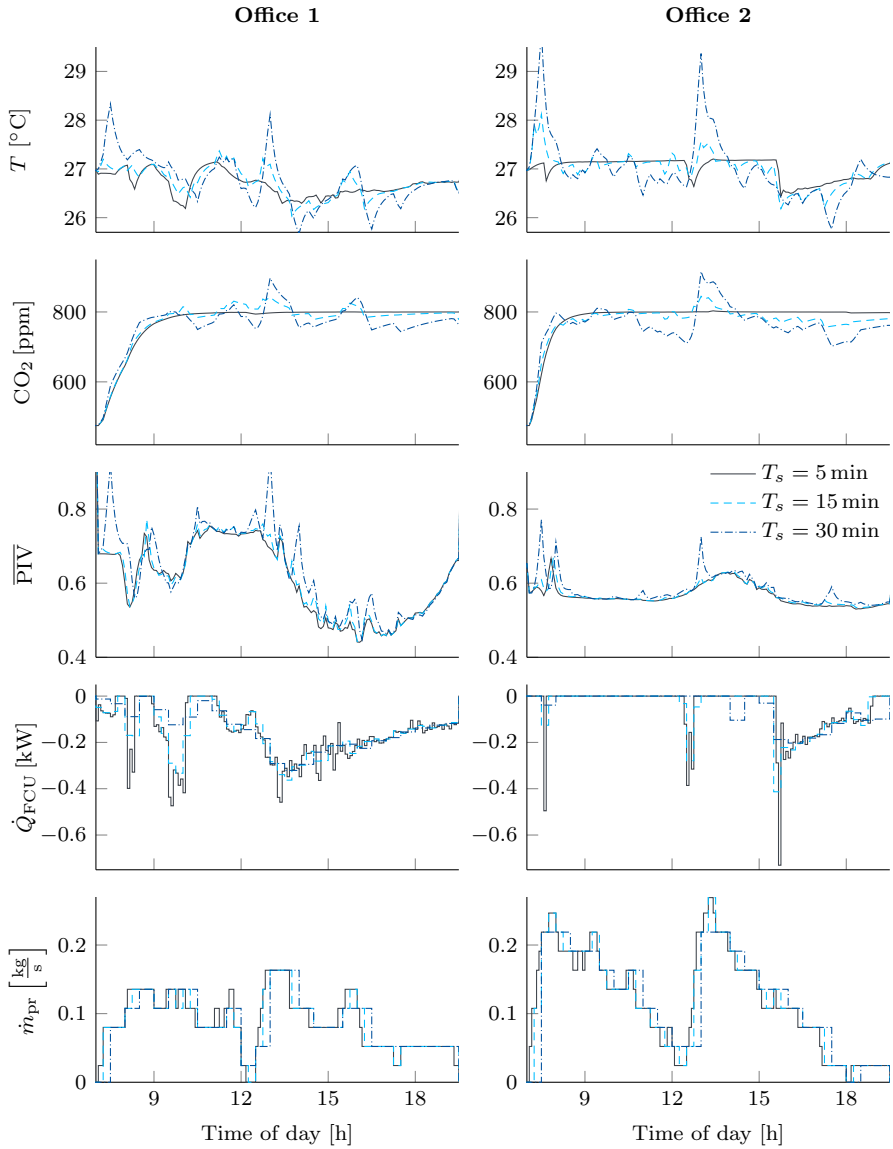 Office 1 Office 2
29 29
28 28
27 27
26 26
T [°C]
800 800
600 600
CO₂ [ppm]
0.8 0.8
0.6 0.6
0.4 0.4
PIV
Tₛ = 5 min
Tₛ = 15 min
Tₛ = 30 min
0 0
−0.2 −0.2
−0.4 −0.4
−0.6 −0.6
Q̇_FCU [kW]
0.2 0.2
0.1 0.1
0 0
ṁ_pr [kg/s]
9 12 15 18 9 12 15 18
Time of day [h] Time of day [h]